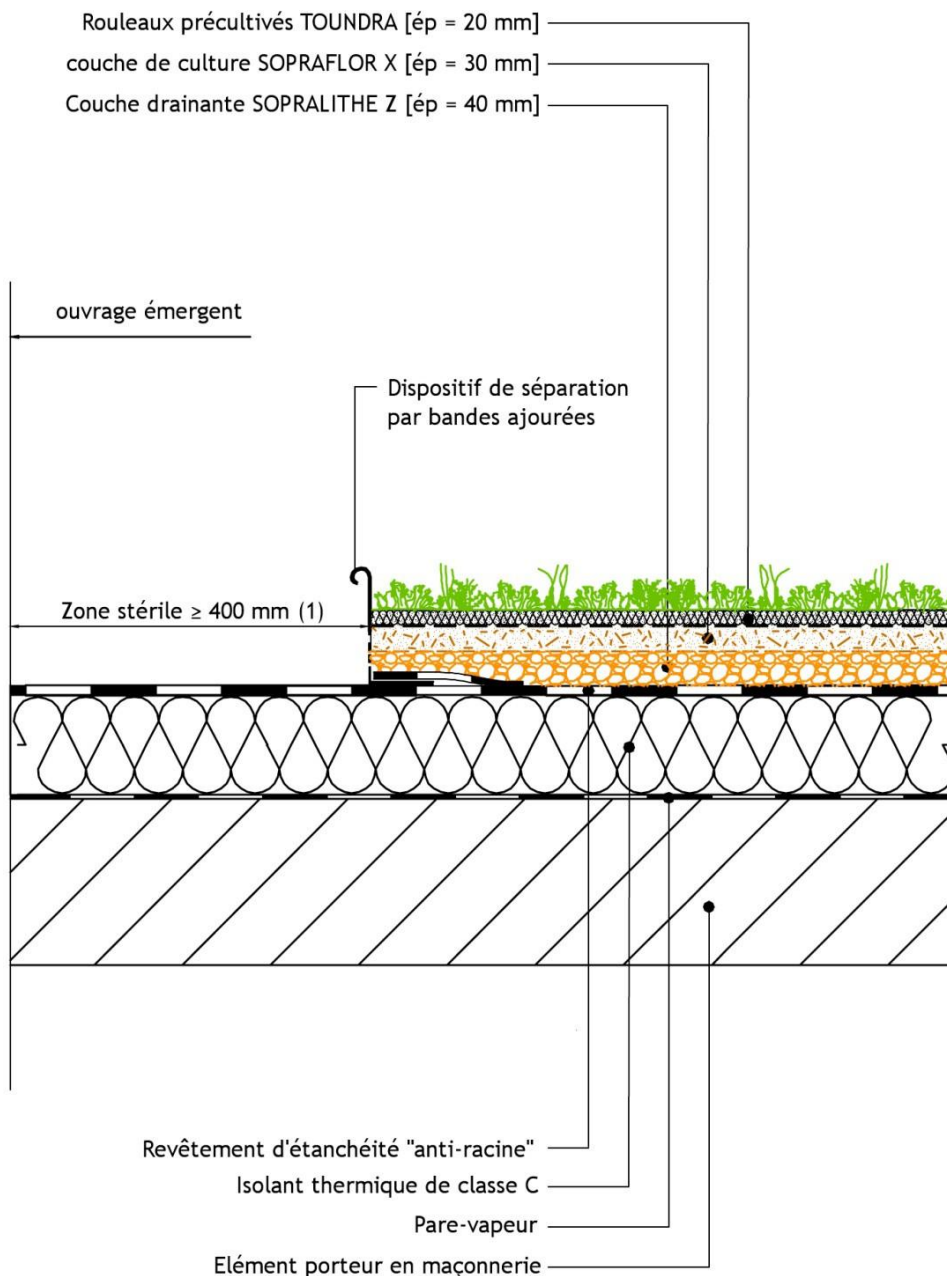 Rouleaux précultivés TOUNDRA [ép = 20 mm]
couche de culture SOPRAFLOR X [ép = 30 mm]
Couche drainante SOPRALITHE Z [ép = 40 mm]
ouvrage émergent
Dispositif de séparation
par bandes ajourées
Zone stérile ≥ 400 mm (1)
Revêtement d'étanchéité "anti-racine"
Isolant thermique de classe C
Pare-vapeur
Elément porteur en maçonnerie